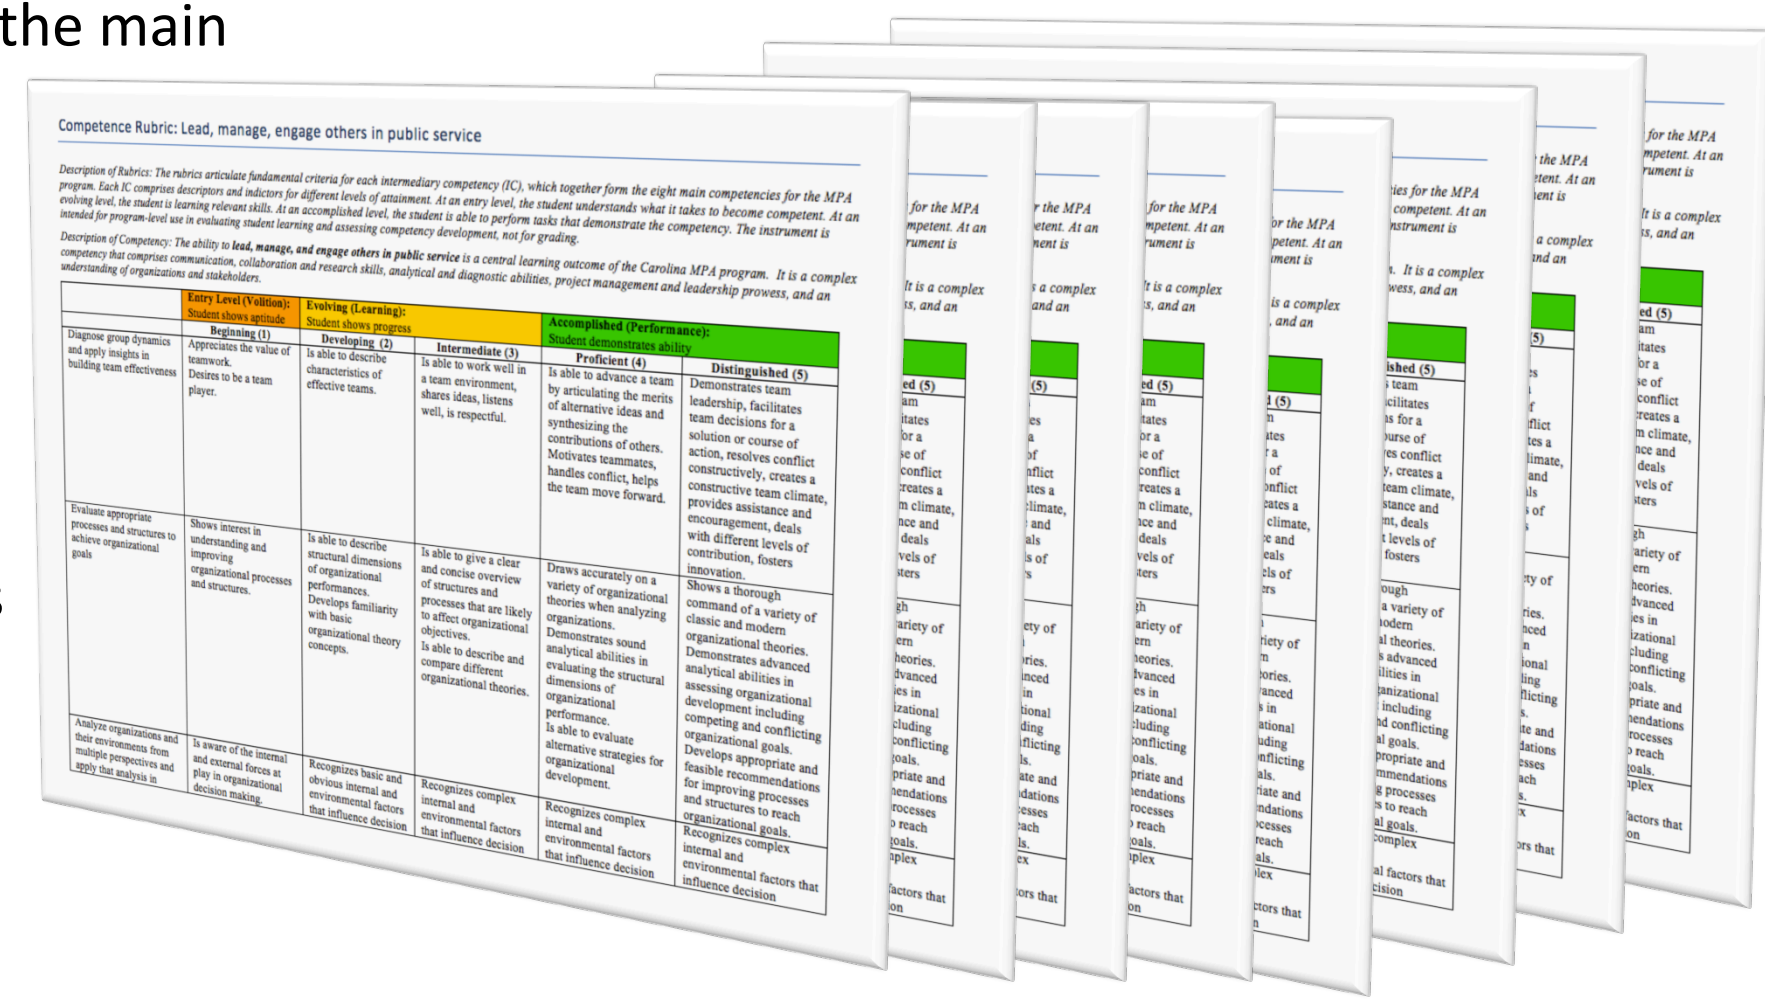 the main
s
Competence Rubric: Lead, manage, engage others in public service
Description of Rubrics: The rubrics articulate fundamental criteria for each intermediary competency (IC), which together form the eight main competencies for the MPA
program. Each IC comprises descriptors and indictors for different levels of attainment. At an entry level, the student understands what it takes to become competent. At an
evolving level, the student is learning relevant skills. At an accomplished level, the student is able to perform tasks that demonstrate the competency. The instrument is
intended for program-level use in evaluating student learning and assessing competency development, not for grading.
Description of Competency: The ability to lead, manage, and engage others in public service is a central learning outcome of the Carolina MPA program. It is a complex
competency that comprises communication, collaboration and research skills, analytical and diagnostic abilities, project management and leadership prowess, and an
understanding of organizations and stakeholders.
Entry Level (Volition):
Student shows aptitude
Evolving (Learning):
Student shows progress
Accomplished (Performance):
Student demonstrates ability
Beginning (1)
Developing (2)
Intermediate (3)
Proficient (4)
Distinguished (5)
Diagnose group dynamics
and apply insights in
building team effectiveness
Appreciates the value of
teamwork.
Desires to be a team
player.
Is able to describe
characteristics of
effective teams.
Is able to work well in
a team environment,
shares ideas, listens
well, is respectful.
Is able to advance a team
by articulating the merits
of alternative ideas and
synthesizing the
contributions of others.
Motivates teammates,
handles conflict, helps
the team move forward.
Demonstrates team
leadership, facilitates
team decisions for a
solution or course of
action, resolves conflict
constructively, creates a
constructive team climate,
provides assistance and
encouragement, deals
with different levels of
contribution, fosters
innovation.
Evaluate appropriate
processes and structures to
achieve organizational
goals
Shows interest in
understanding and
improving
organizational processes
and structures.
Is able to describe
structural dimensions
of organizational
performances.
Develops familiarity
with basic
organizational theory
concepts.
Is able to give a clear
and concise overview
of structures and
processes that are likely
to affect organizational
objectives.
Is able to describe and
compare different
organizational theories.
Draws accurately on a
variety of organizational
theories when analyzing
organizations.
Demonstrates sound
analytical abilities in
evaluating the structural
dimensions of
organizational
performance.
Is able to evaluate
alternative strategies for
organizational
development.
Shows a thorough
command of a variety of
classic and modern
organizational theories.
Demonstrates advanced
analytical abilities in
assessing organizational
development including
competing and conflicting
organizational goals.
Develops appropriate and
feasible recommendations
for improving processes
and structures to reach
organizational goals.
Analyze organizations and
their environments from
multiple perspectives and
apply that analysis in
Is aware of the internal
and external forces at
play in organizational
decision making.
Recognizes basic and
obvious internal and
environmental factors
that influence decision
Recognizes complex
internal and
environmental factors
that influence decision
Recognizes complex
internal and
environmental factors
that influence decision
Recognizes complex
internal and
environmental factors that
influence decision